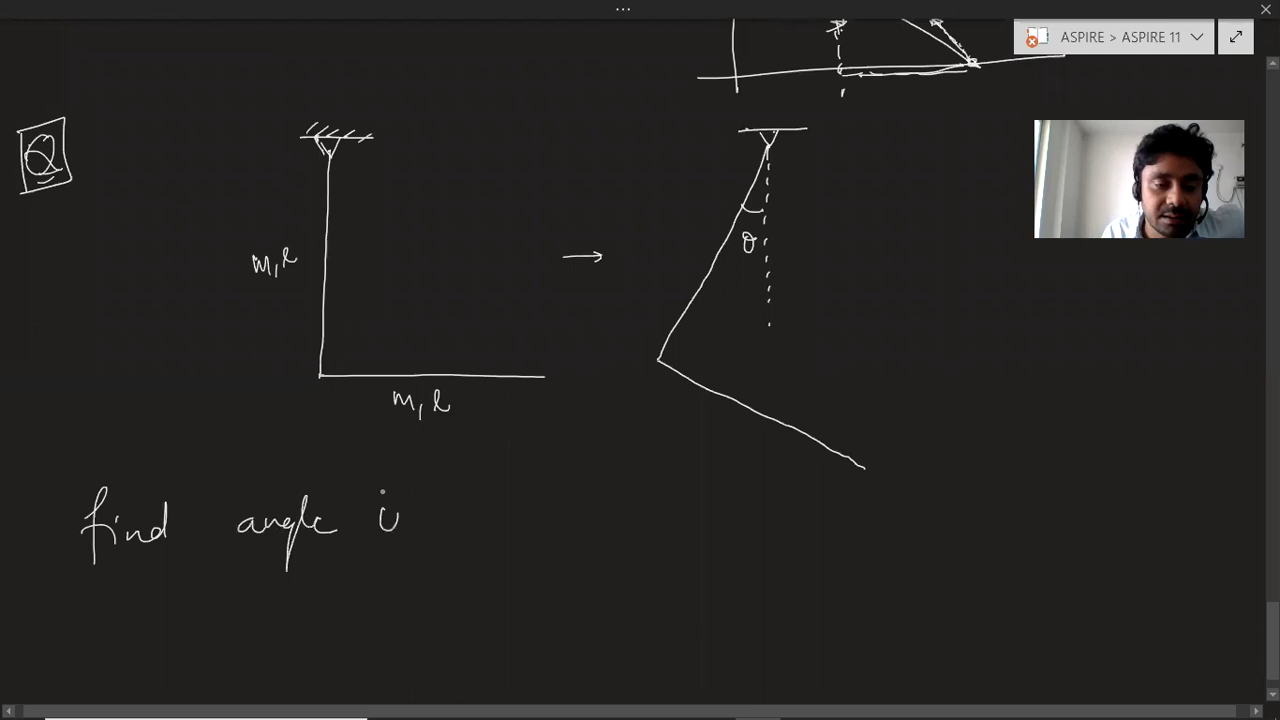 ASPIRE > ASPIRE 11
Q
m, l
θ
m, l
find angle i